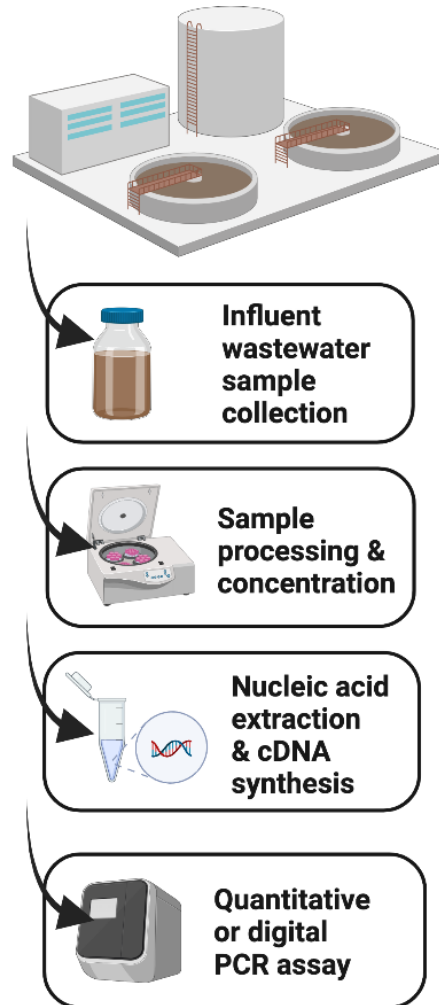 Influent
wastewater
sample
collection
Sample
processing &
concentration
Nucleic acid
extraction
& cDNA
synthesis
Quantitative
or digital
PCR assay